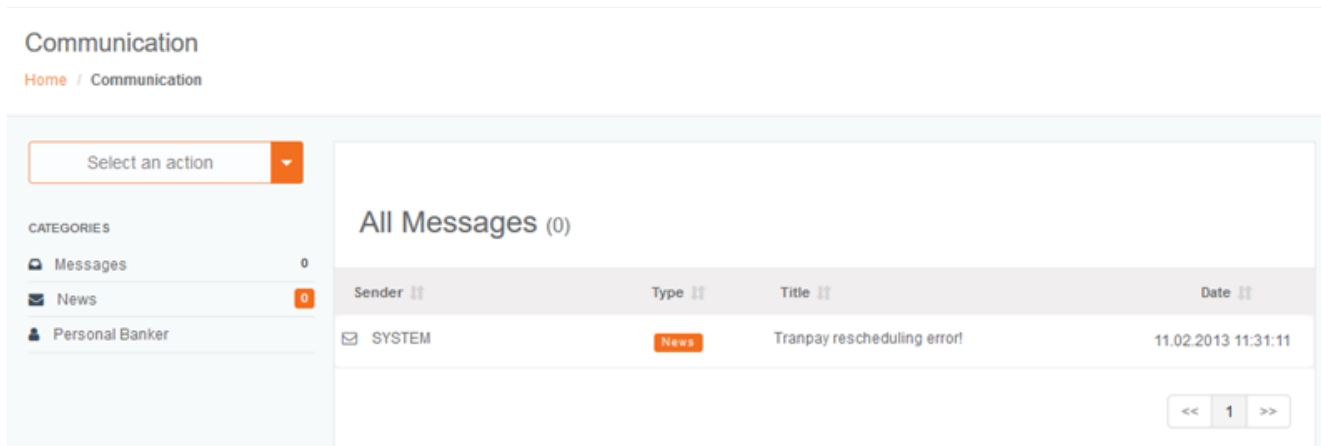 Communication
Home / Communication
Select an action
CATEGORIES
Messages 0
News 0
Personal Banker
All Messages (0)
Sender Type Title Date
SYSTEM News Tranpay rescheduling error! 11.02.2013 11:31:11
<< 1 >>